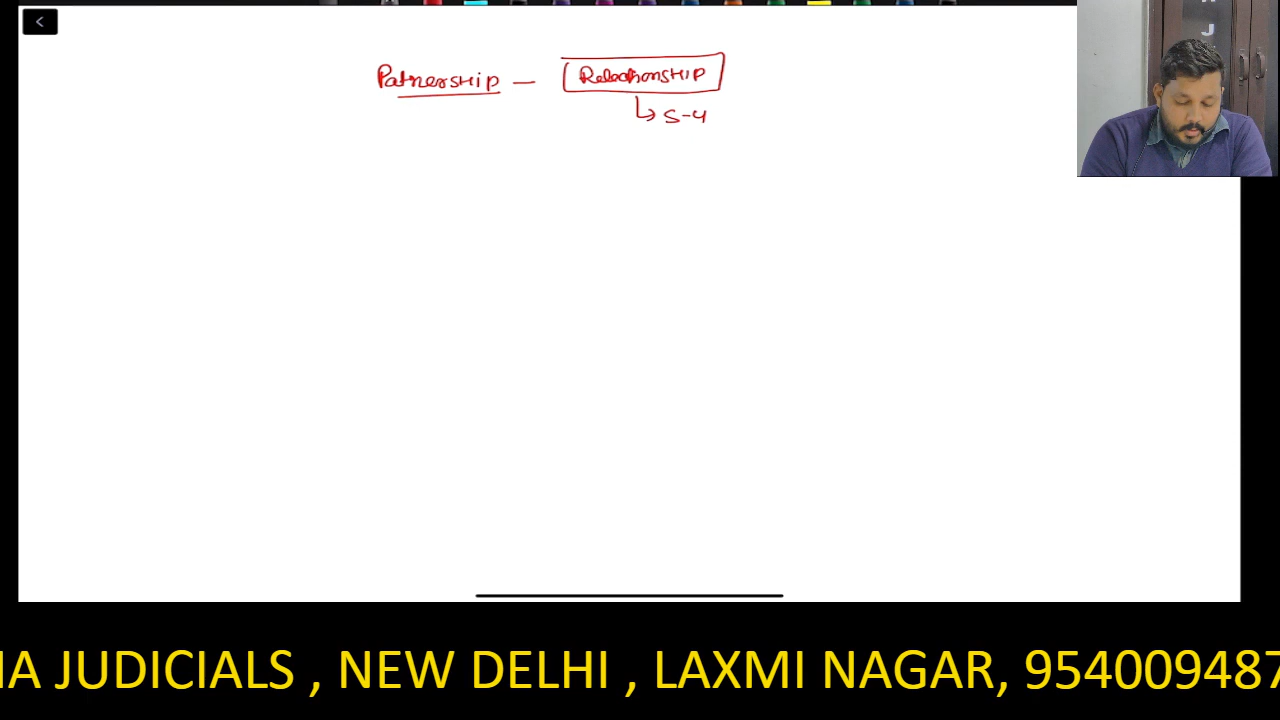 J
Patnership - Relationship
↳ S-4
IA JUDICIALS , NEW DELHI , LAXMI NAGAR, 954009487